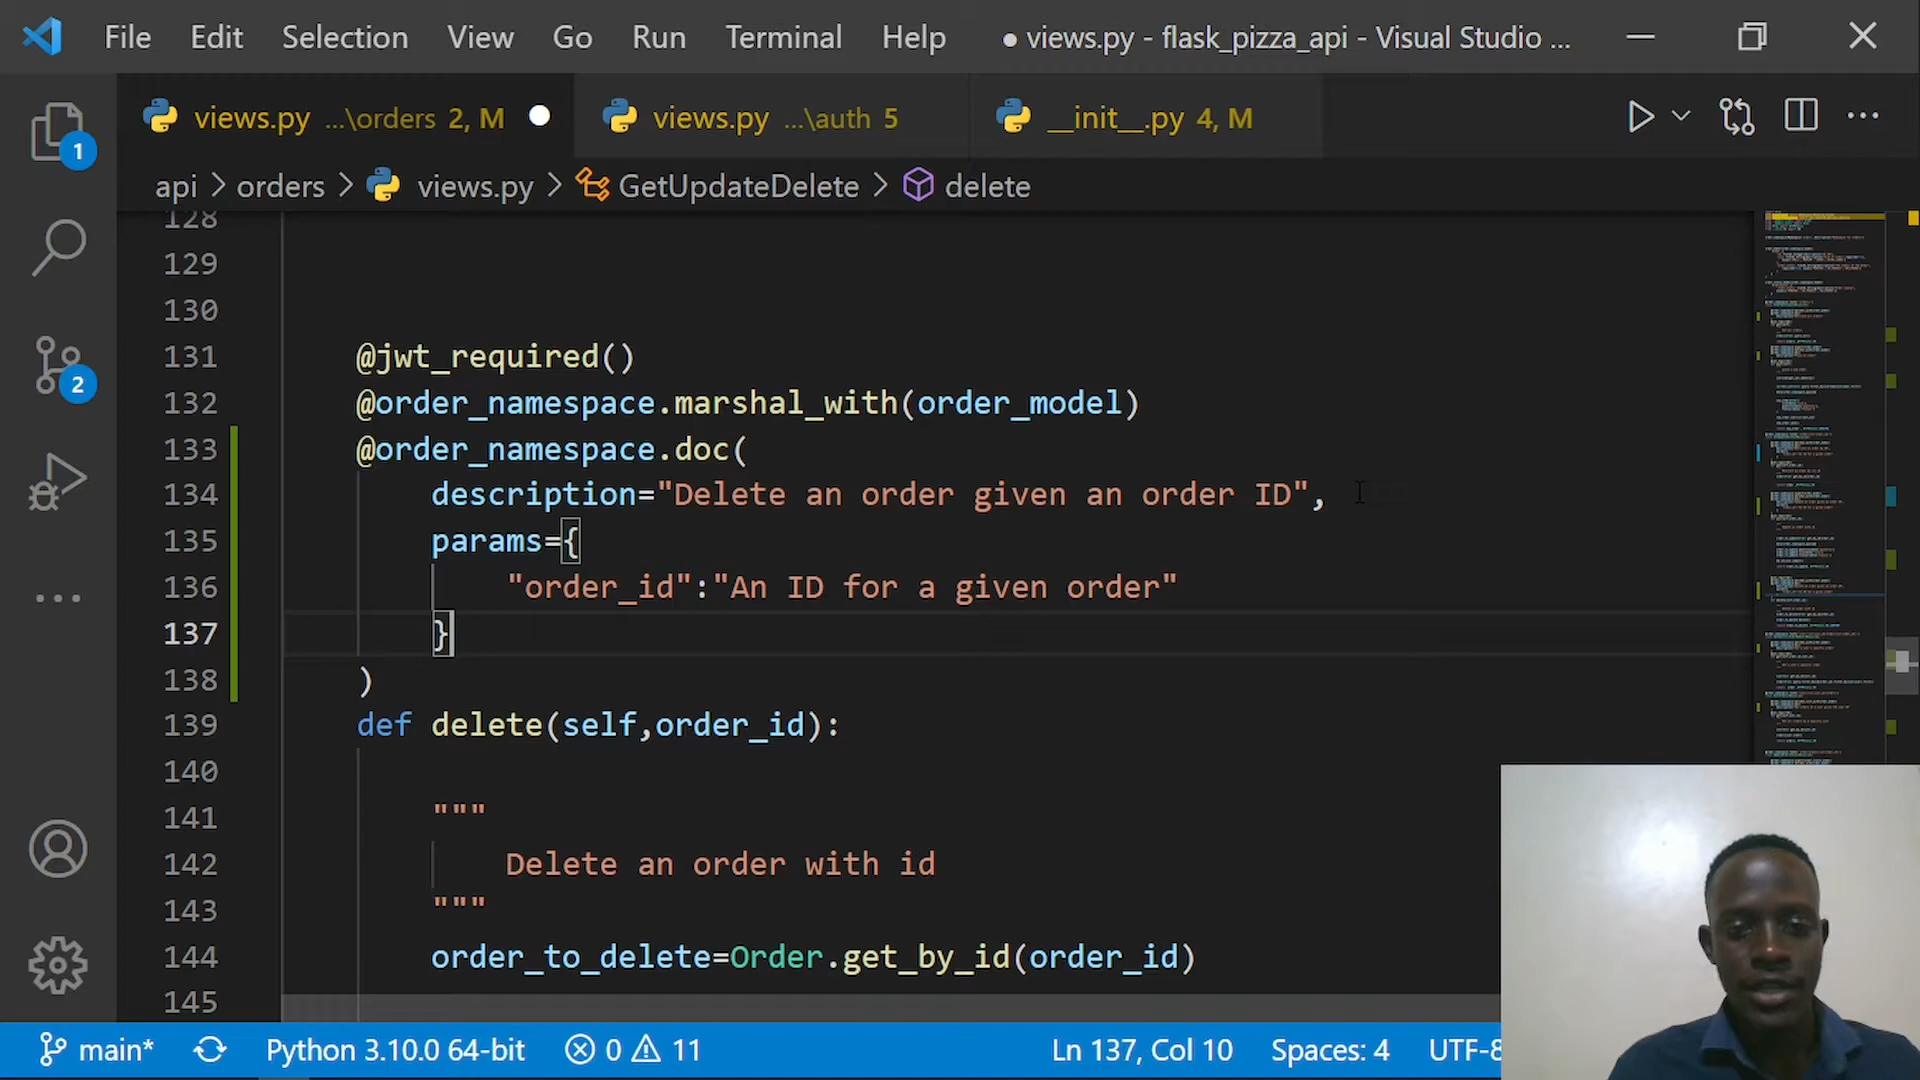 File Edit Selection View Go Run Terminal Help ● views.py - flask_pizza_api - Visual Studio ...
views.py ...\orders 2, M
views.py ...\auth 5
__init__.py 4, M
api > orders > views.py > GetUpdateDelete > delete
1
2
128
129
130
131 @jwt_required()
132 @order_namespace.marshal_with(order_model)
133 @order_namespace.doc(
134 description="Delete an order given an order ID",
135 params={
136 "order_id":"An ID for a given order"
137 }
138 )
139 def delete(self,order_id):
140
141 """
142 Delete an order with id
143 """
144 order_to_delete=Order.get_by_id(order_id)
145
main* Python 3.10.0 64-bit 0 11 Ln 137, Col 10 Spaces: 4 UTF-8